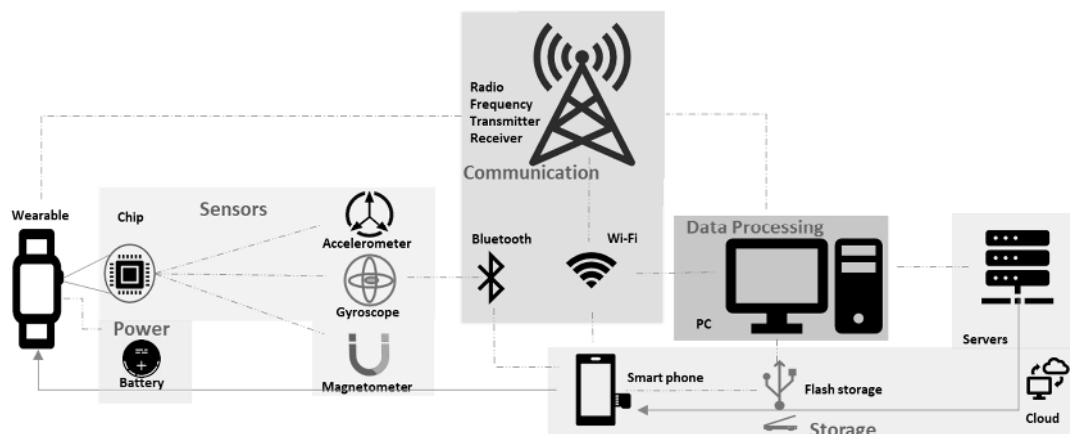 Radio
Frequency
Transmitter
Receiver
Communication
Wearable
Chip
Sensors
Accelerometer
Bluetooth
Wi-Fi
Data Processing
Gyroscope
PC
Power
Battery
Magnetometer
Servers
Smart phone
Flash storage
Cloud
Storage